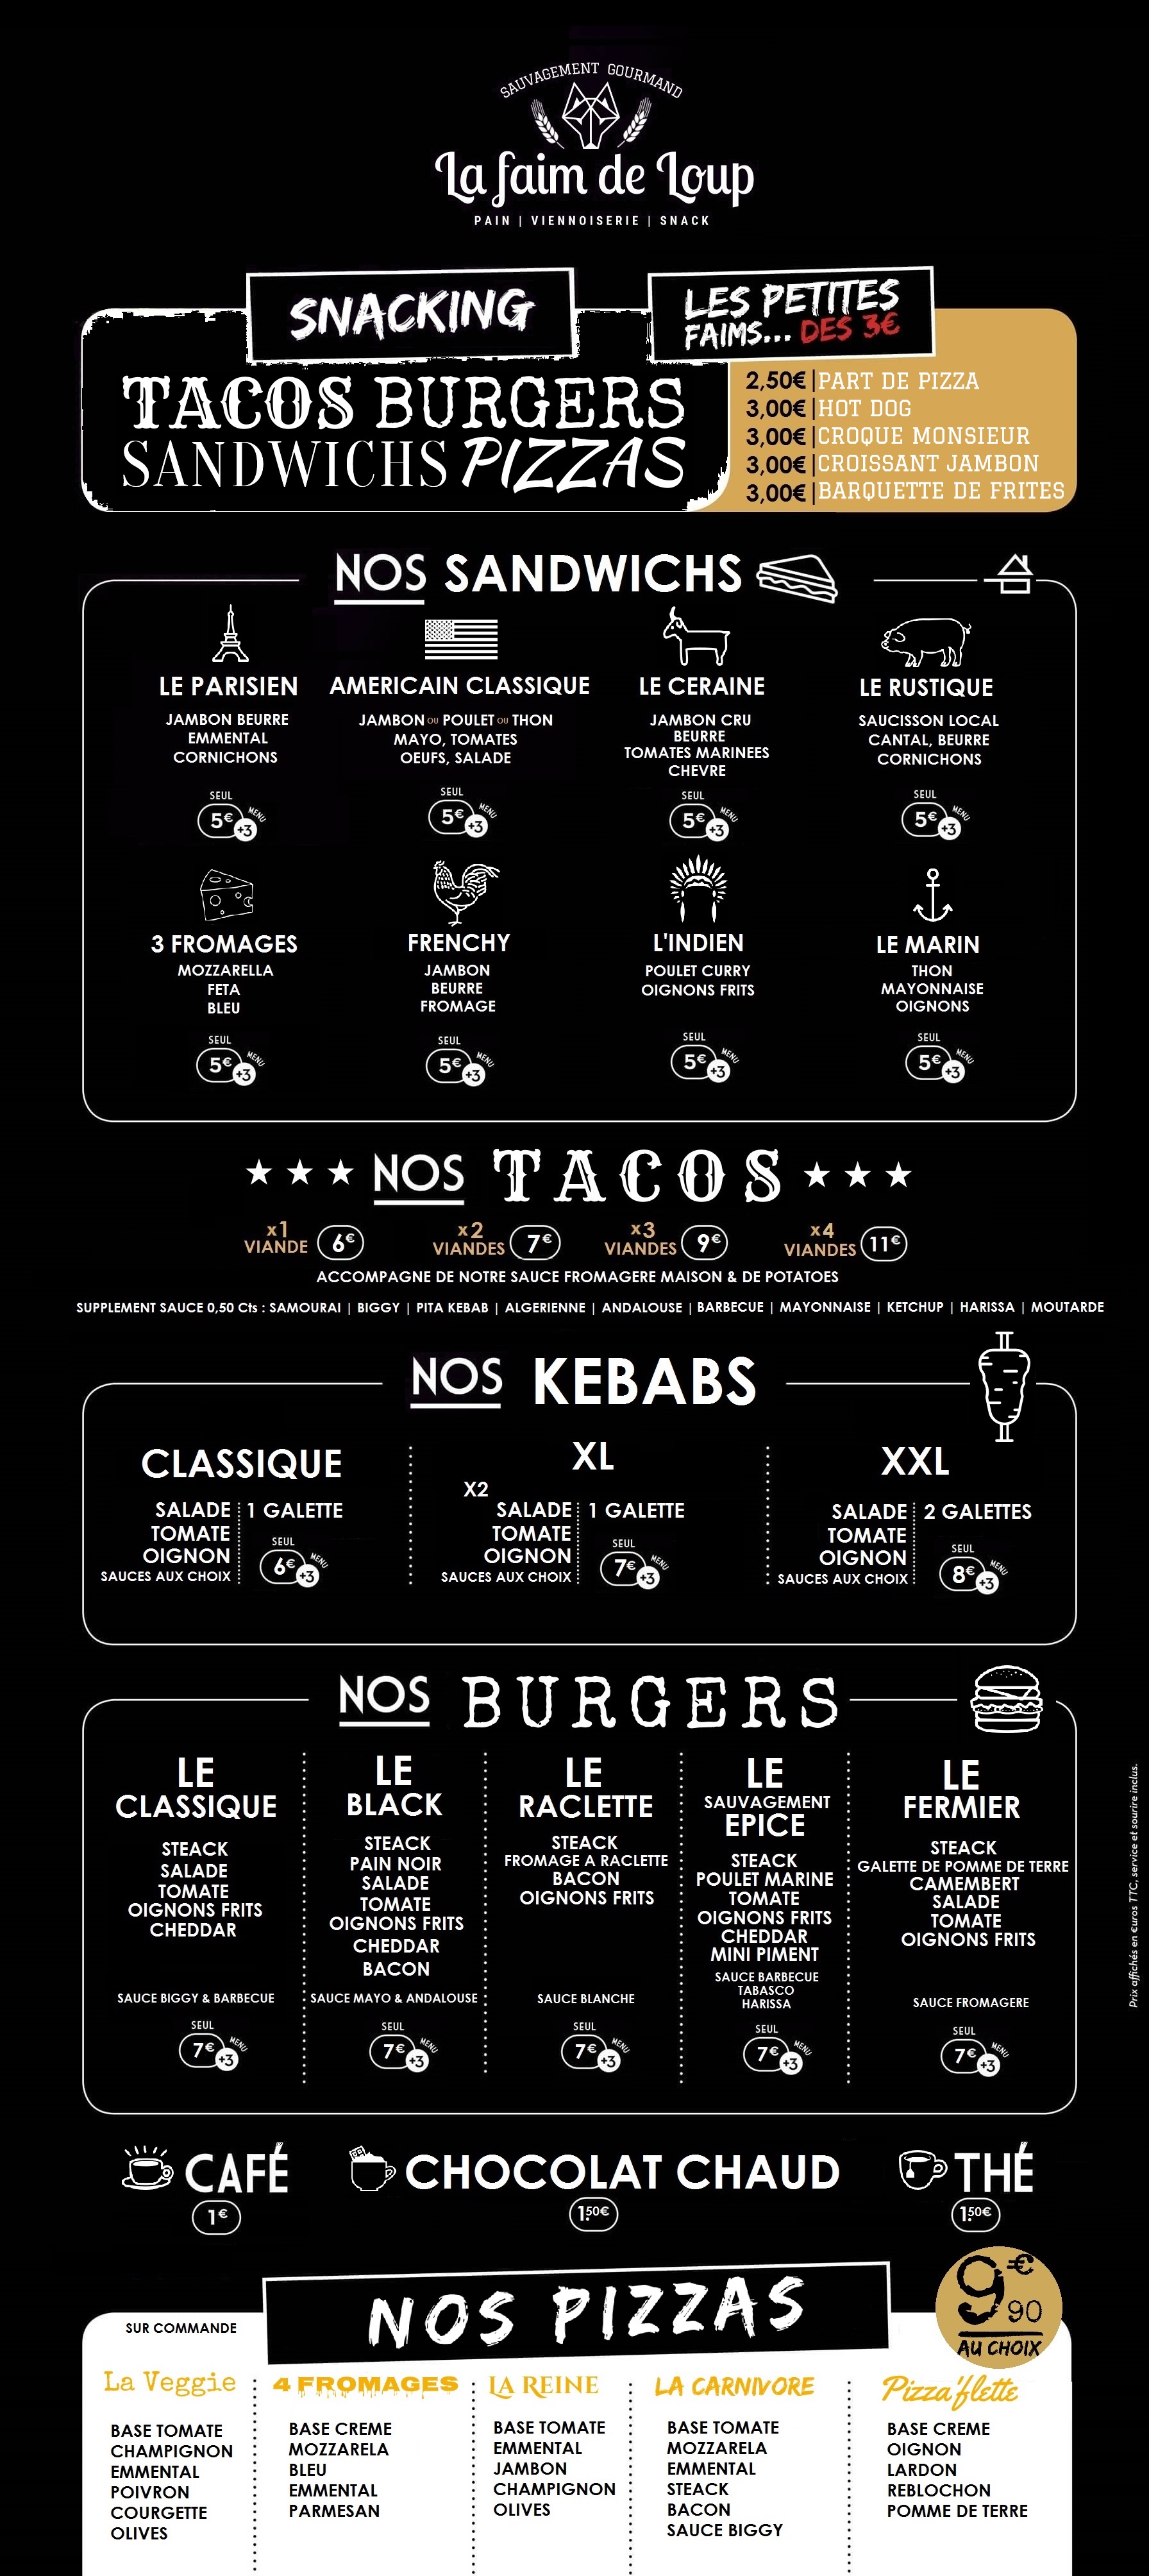 SAUVAGEMENT GOURMAND
La faim de Loup
PAIN | VIENNOISERIE | SNACK
SNACKING
TACOS BURGERS
SANDWICHS PIZZAS
LES PETITES
FAIMS... DES 3€
2,50€ | PART DE PIZZA
3,00€ | HOT DOG
3,00€ | CROQUE MONSIEUR
3,00€ | CROISSANT JAMBON
3,00€ | BARQUETTE DE FRITES
NOS SANDWICHS
LE PARISIEN
JAMBON BEURRE
EMMENTAL
CORNICHONS
SEUL
5€ +3 MENU
AMERICAIN CLASSIQUE
JAMBON OU POULET OU THON
MAYO, TOMATES
OEUFS, SALADE
SEUL
5€ +3 MENU
LE CERAINE
JAMBON CRU
BEURRE
TOMATES MARINEES
CHEVRE
SEUL
5€ +3 MENU
LE RUSTIQUE
SAUCISSON LOCAL
CANTAL, BEURRE
CORNICHONS
SEUL
5€ +3 MENU
3 FROMAGES
MOZZARELLA
FETA
BLEU
SEUL
5€ +3 MENU
FRENCHY
JAMBON
BEURRE
FROMAGE
SEUL
5€ +3 MENU
L'INDIEN
POULET CURRY
OIGNONS FRITS
SEUL
5€ +3 MENU
LE MARIN
THON
MAYONNAISE
OIGNONS
SEUL
5€ +3 MENU
NOS TACOS
x1
VIANDE 6€
x2
VIANDES 7€
x3
VIANDES 9€
x4
VIANDES 11€
ACCOMPAGNE DE NOTRE SAUCE FROMAGERE MAISON & DE POTATOES
SUPPLEMENT SAUCE 0,50 Cts : SAMOURAI | BIGGY | PITA KEBAB | ALGERIENNE | ANDALOUSE | BARBECUE | MAYONNAISE | KETCHUP | HARISSA | MOUTARDE
NOS KEBABS
CLASSIQUE
SALADE
TOMATE
OIGNON
SAUCES AUX CHOIX
1 GALETTE
SEUL
6€ +3 MENU
XL
X2
SALADE
TOMATE
OIGNON
SAUCES AUX CHOIX
1 GALETTE
SEUL
7€ +3 MENU
XXL
SALADE
TOMATE
OIGNON
SAUCES AUX CHOIX
2 GALETTES
SEUL
8€ +3 MENU
NOS BURGERS
LE
CLASSIQUE
STEACK
SALADE
TOMATE
OIGNONS FRITS
CHEDDAR
SAUCE BIGGY & BARBECUE
SEUL
7€ +3 MENU
LE
BLACK
STEACK
PAIN NOIR
SALADE
TOMATE
OIGNONS FRITS
CHEDDAR
BACON
SAUCE MAYO & ANDALOUSE
SEUL
7€ +3 MENU
LE
RACLETTE
STEACK
FROMAGE A RACLETTE
BACON
OIGNONS FRITS
SAUCE BLANCHE
SEUL
7€ +3 MENU
LE
SAUVAGEMENT
EPICE
STEACK
POULET MARINE
TOMATE
OIGNONS FRITS
CHEDDAR
MINI PIMENT
SAUCE BARBECUE
TABASCO
HARISSA
SEUL
7€ +3 MENU
LE
FERMIER
STEACK
GALETTE DE POMME DE TERRE
CAMEMBERT
SALADE
TOMATE
OIGNONS FRITS
SAUCE FROMAGERE
SEUL
7€ +3 MENU
Prix affichés en €uros TTC, service et sourire inclus.
CAFÉ
1€
CHOCOLAT CHAUD
1.50€
THÉ
1.50€
NOS PIZZAS
9€90
AU CHOIX
SUR COMMANDE
La Veggie
BASE TOMATE
CHAMPIGNON
EMMENTAL
POIVRON
COURGETTE
OLIVES
4 FROMAGES
BASE CREME
MOZZARELA
BLEU
EMMENTAL
PARMESAN
LA REINE
BASE TOMATE
EMMENTAL
JAMBON
CHAMPIGNON
OLIVES
LA CARNIVORE
BASE TOMATE
MOZZARELA
EMMENTAL
STEACK
BACON
SAUCE BIGGY
Pizza'flette
BASE CREME
OIGNON
LARDON
REBLOCHON
POMME DE TERRE